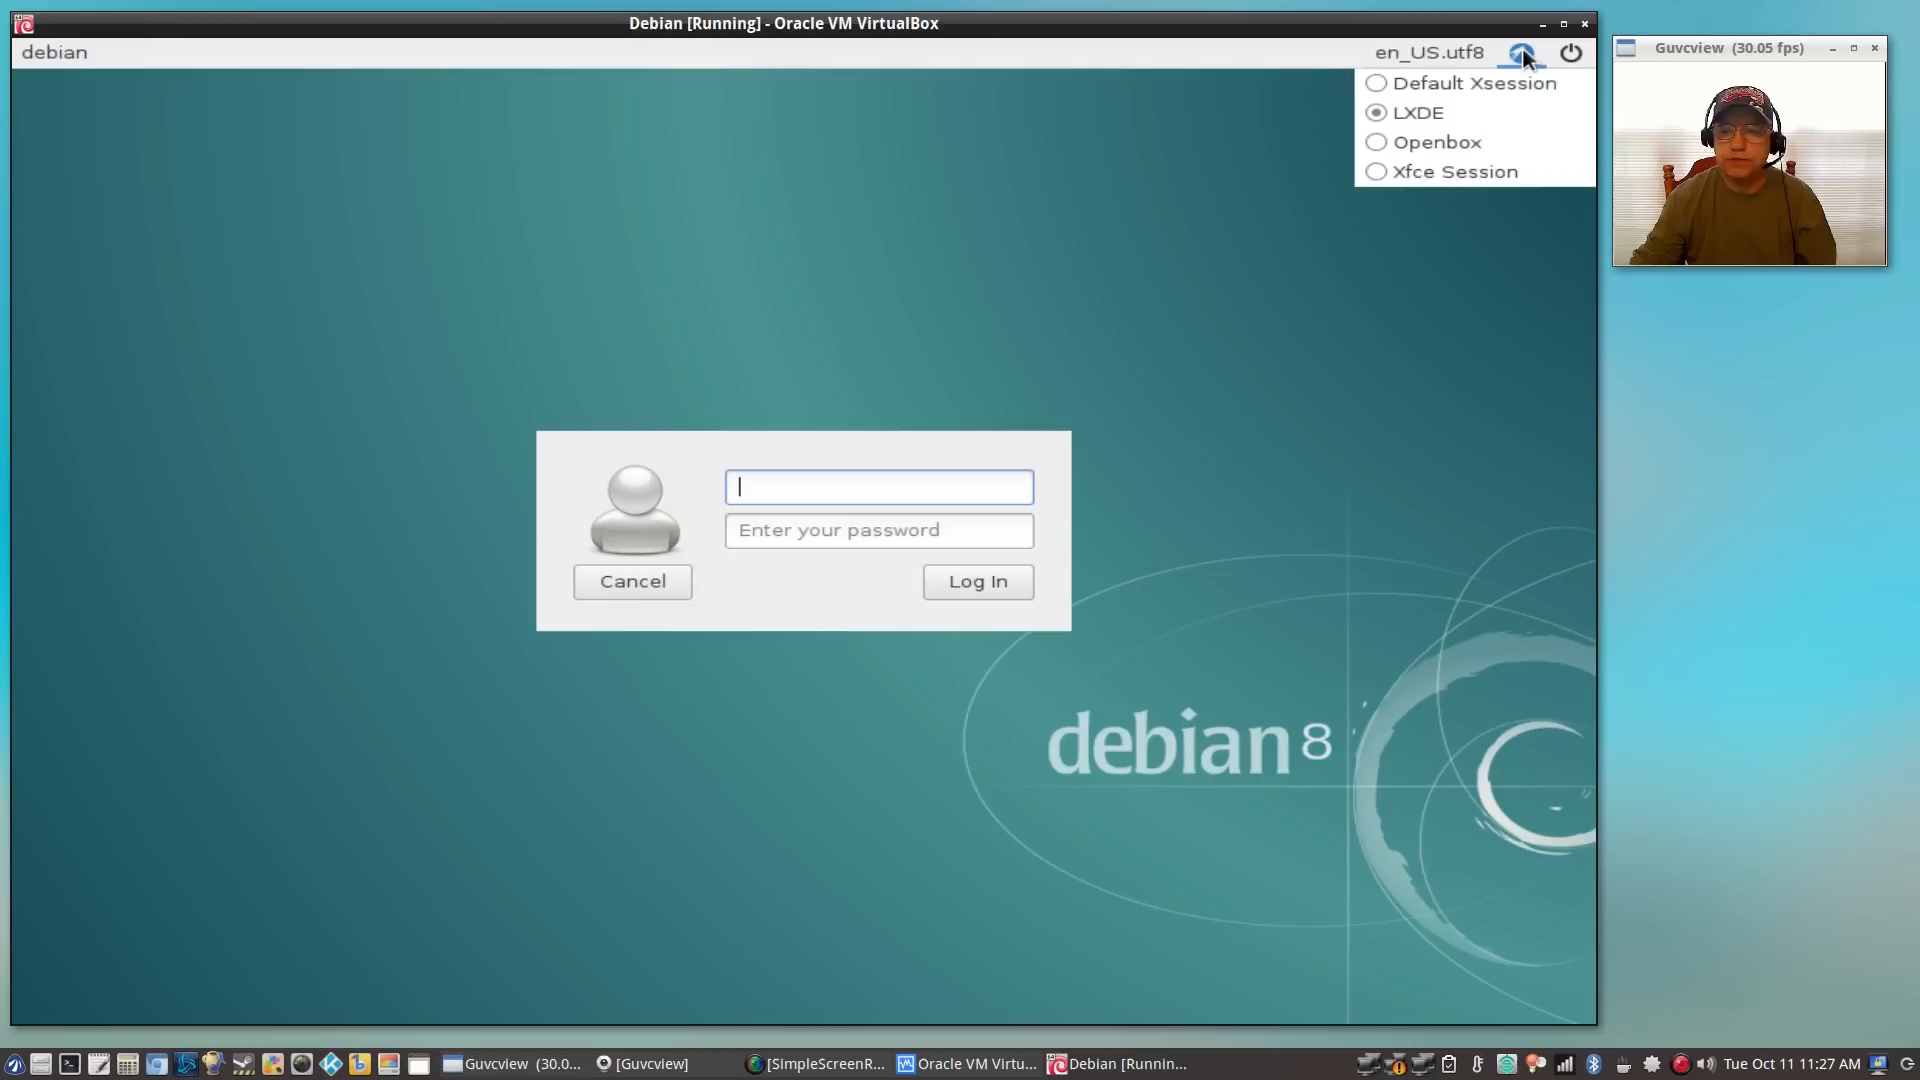 Debian [Running] - Oracle VM VirtualBox
debian
en_US.utf8
Default Xsession
LXDE
Openbox
Xfce Session
Guvcview (30.05 fps)
Enter your password
Cancel
Log In
debian 8
Guvcview (30.0...
[Guvcview]
[SimpleScreenR...
Oracle VM Virtu...
Debian [Runnin...
Tue Oct 11 11:27 AM